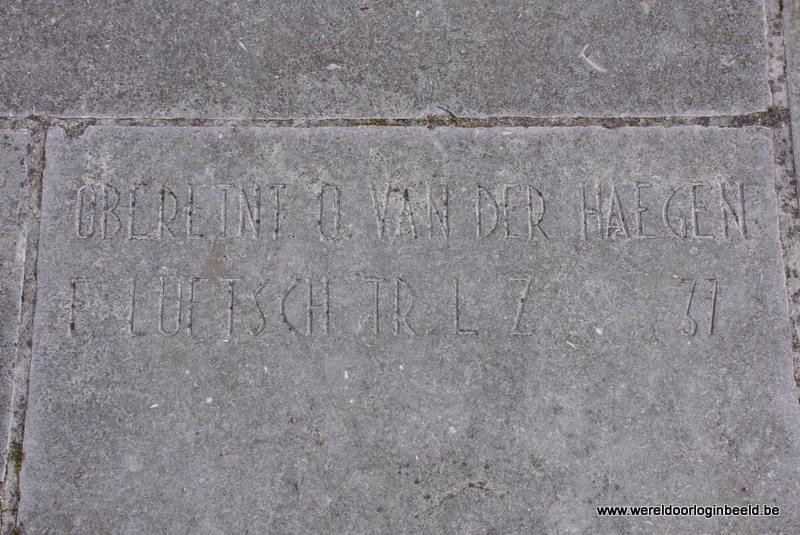 OBERLTNT. O. VAN DER HAEGEN
F. LUFTSCH. TR. L. Z. 37
www.wereldoorloginbeeld.be